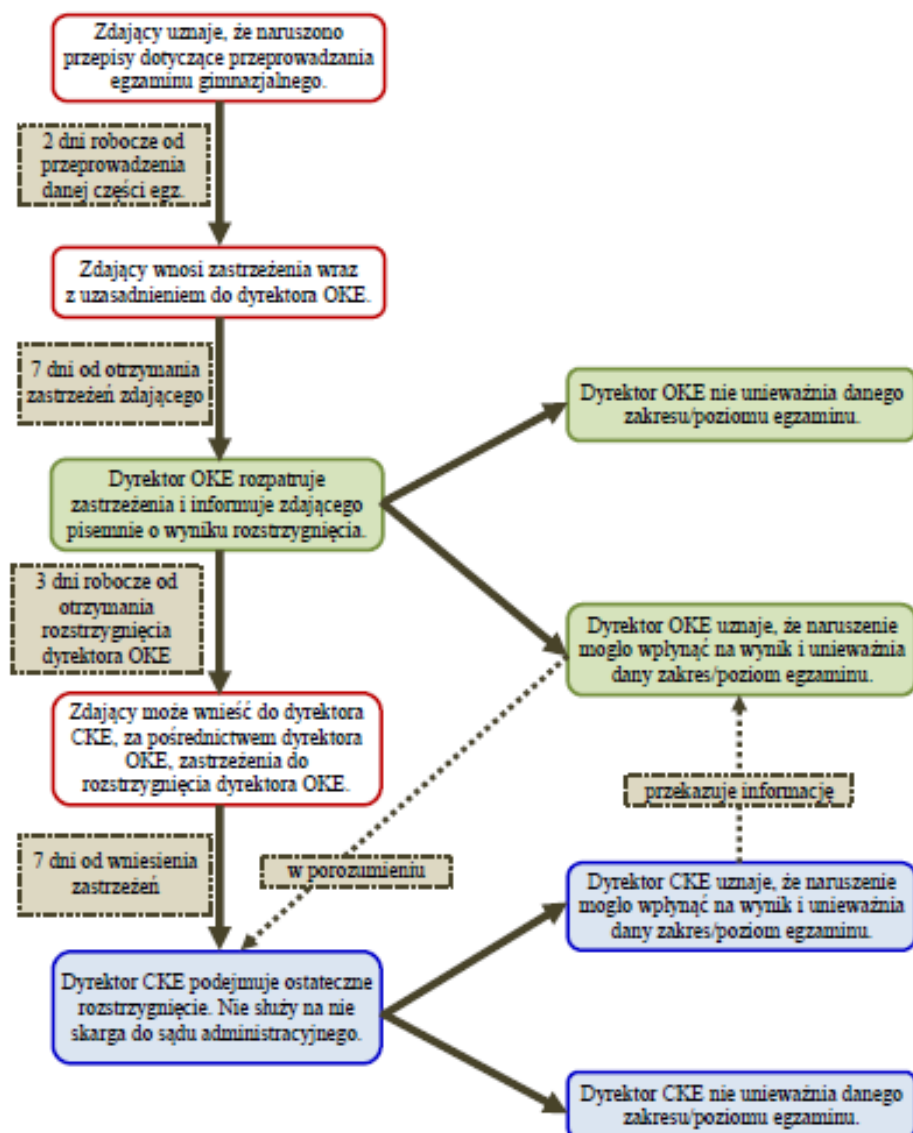 Zdający uznaje, że naruszono
przepisy dotyczące przeprowadzania
egzaminu gimnazjalnego.
2 dni robocze od
przeprowadzenia
danej części egz.
Zdający wnosi zastrzeżenia wraz
z uzasadnieniem do dyrektora OKE.
7 dni od otrzymania
zastrzeżeń zdającego
Dyrektor OKE nie unieważnia danego
zakresu/poziomu egzaminu.
Dyrektor OKE rozpatruje
zastrzeżenia i informuje zdającego
pisemnie o wyniku rozstrzygnięcia.
3 dni robocze od
otrzymania
rozstrzygnięcia
dyrektora OKE
Dyrektor OKE uznaje, że naruszenie
mogło wpłynąć na wynik i unieważnia
dany zakres/poziom egzaminu.
Zdający może wnieść do dyrektora
CKE, za pośrednictwem dyrektora
OKE, zastrzeżenia do
rozstrzygnięcia dyrektora OKE.
przekazuje informację
7 dni od wniesienia
zastrzeżeń
w porozumieniu
Dyrektor CKE uznaje, że naruszenie
mogło wpłynąć na wynik i unieważnia
dany zakres/poziom egzaminu.
Dyrektor CKE podejmuje ostateczne
rozstrzygnięcie. Nie służy na nie
skarga do sądu administracyjnego.
Dyrektor CKE nie unieważnia danego
zakresu/poziomu egzaminu.